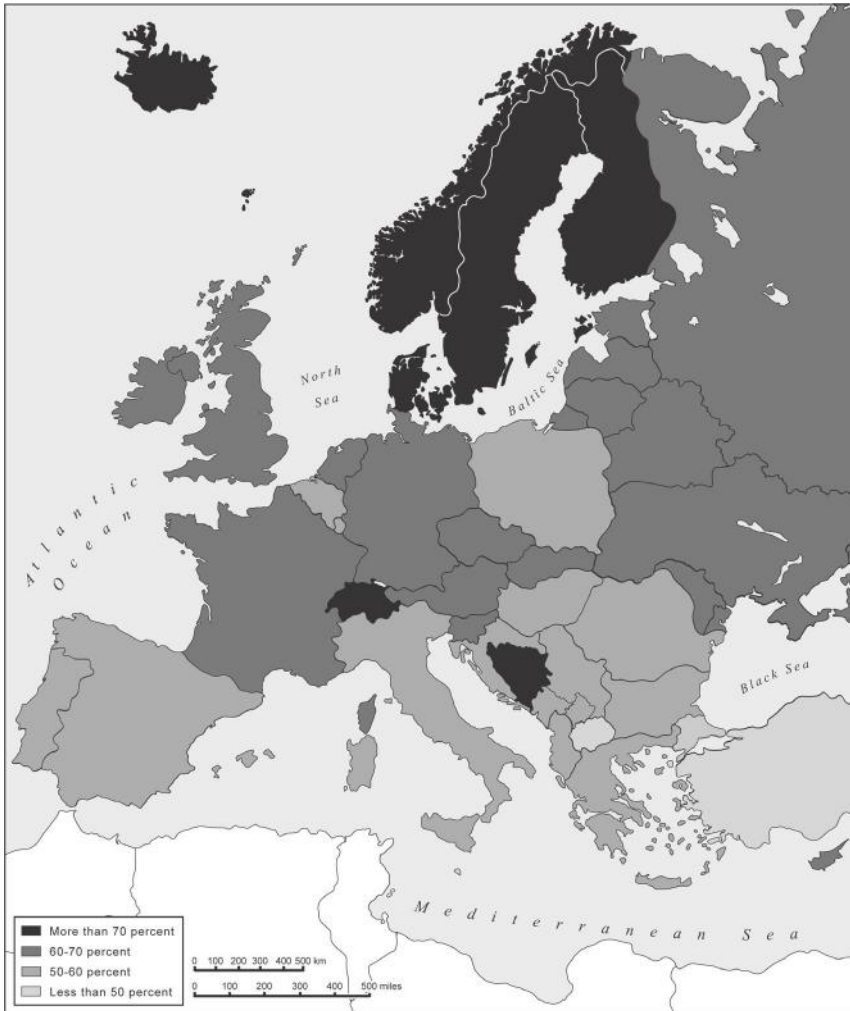 North
Sea
Baltic Sea
Atlantic
Ocean
Black Sea
Mediterranean Sea
More than 70 percent
60-70 percent
50-60 percent
Less than 50 percent
0 100 200 300 400 500 km
0 100 200 300 400 500 miles